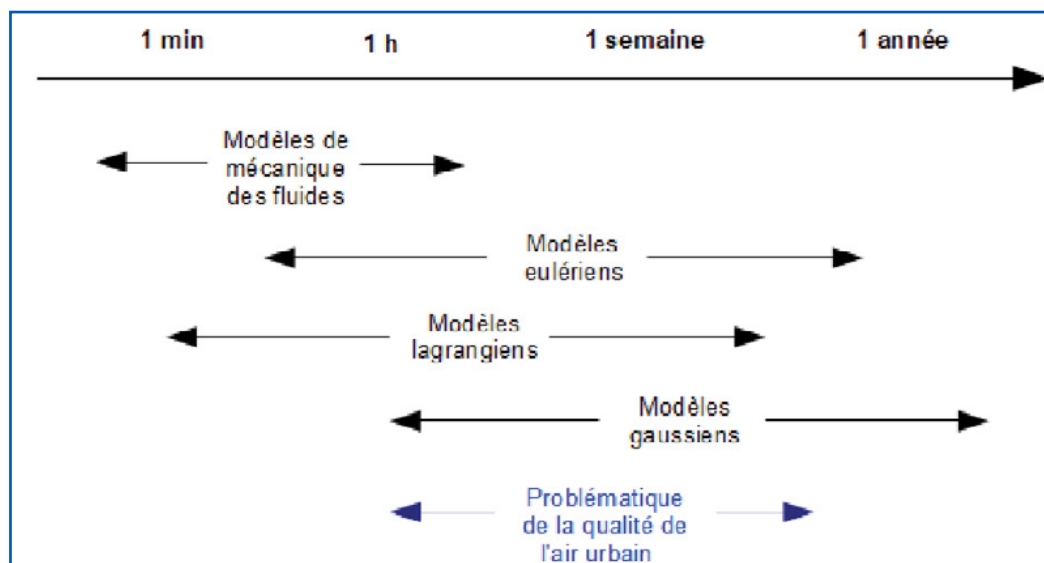 1 min 1 h 1 semaine 1 année
Modèles de
mécanique
des fluides
Modèles
eulériens
Modèles
lagrangiens
Modèles
gaussiens
Problématique
de la qualité de
l'air urbain